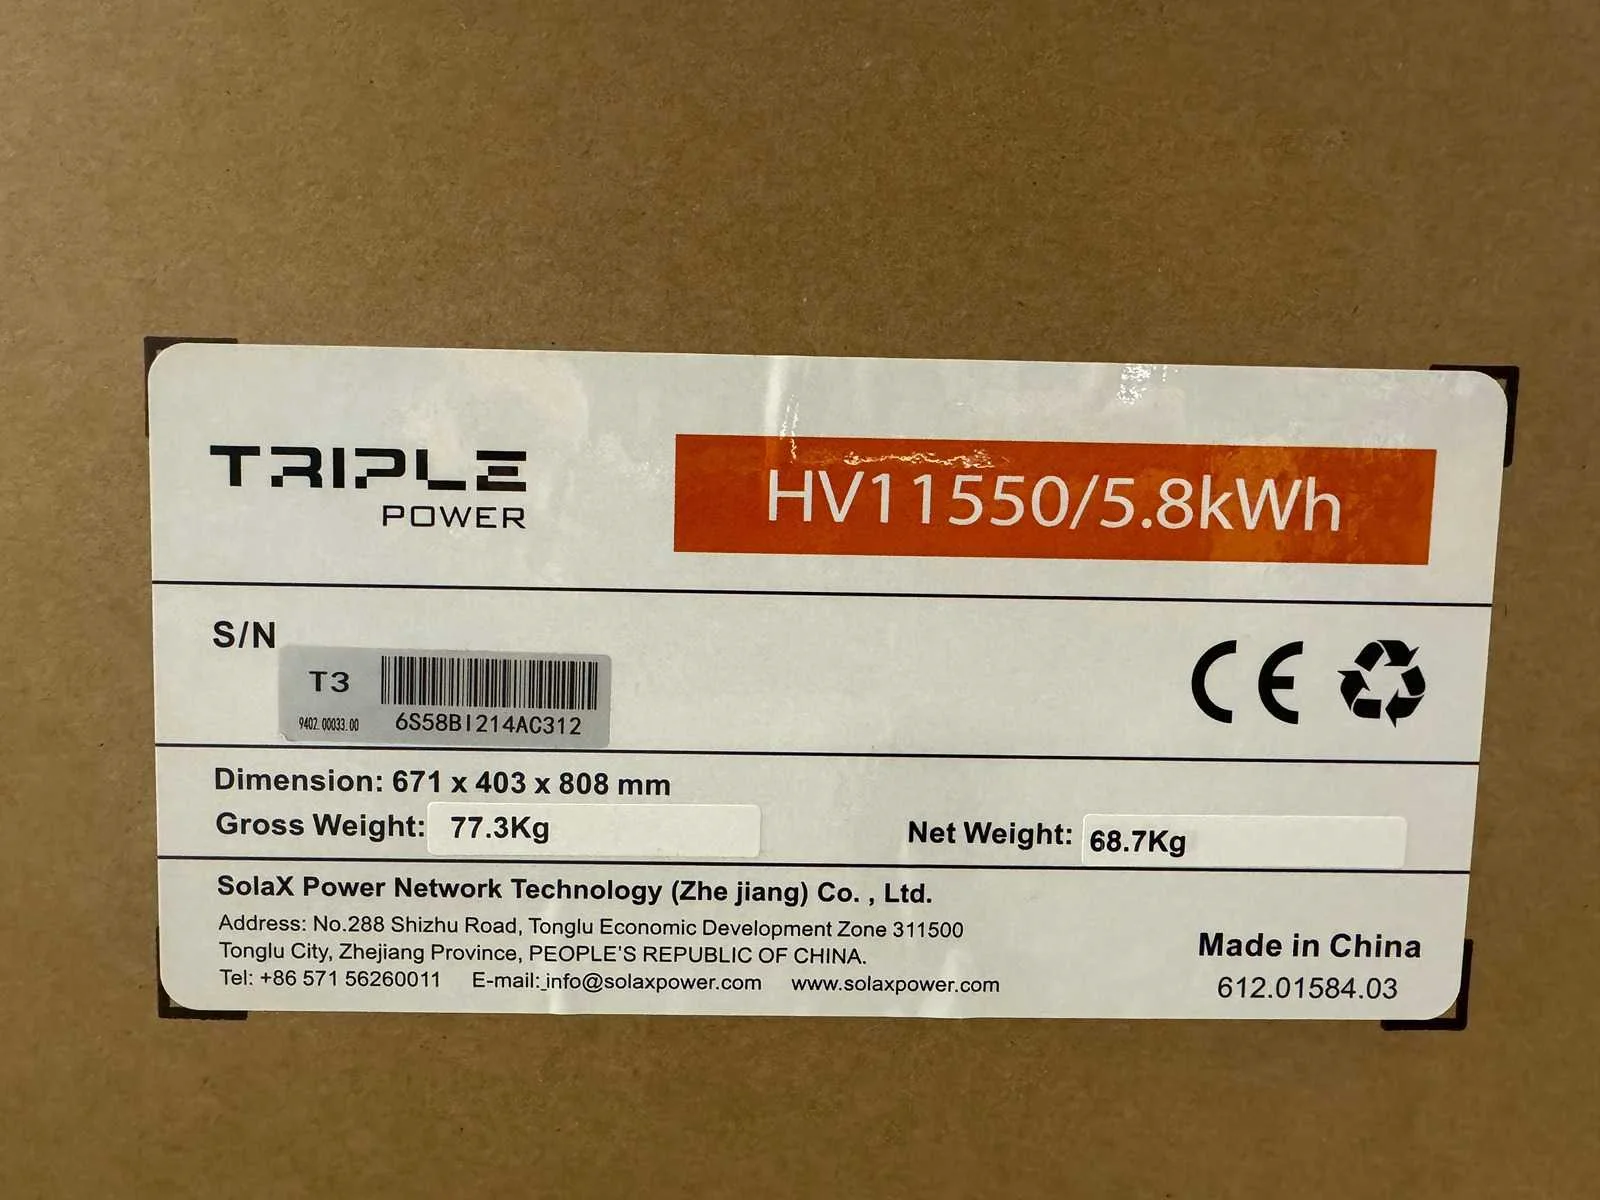 TRIPLE
POWER
HV11550/5.8kWh
S/N
T3
9402.00033.00
6S58BI214AC312
Dimension: 671 x 403 x 808 mm
Gross Weight: 77.3Kg
Net Weight: 68.7Kg
SolaX Power Network Technology (Zhe jiang) Co. , Ltd.
Address: No.288 Shizhu Road, Tonglu Economic Development Zone 311500
Tonglu City, Zhejiang Province, PEOPLE'S REPUBLIC OF CHINA.
Tel: +86 571 56260011 E-mail: info@solaxpower.com www.solaxpower.com
Made in China
612.01584.03
CE